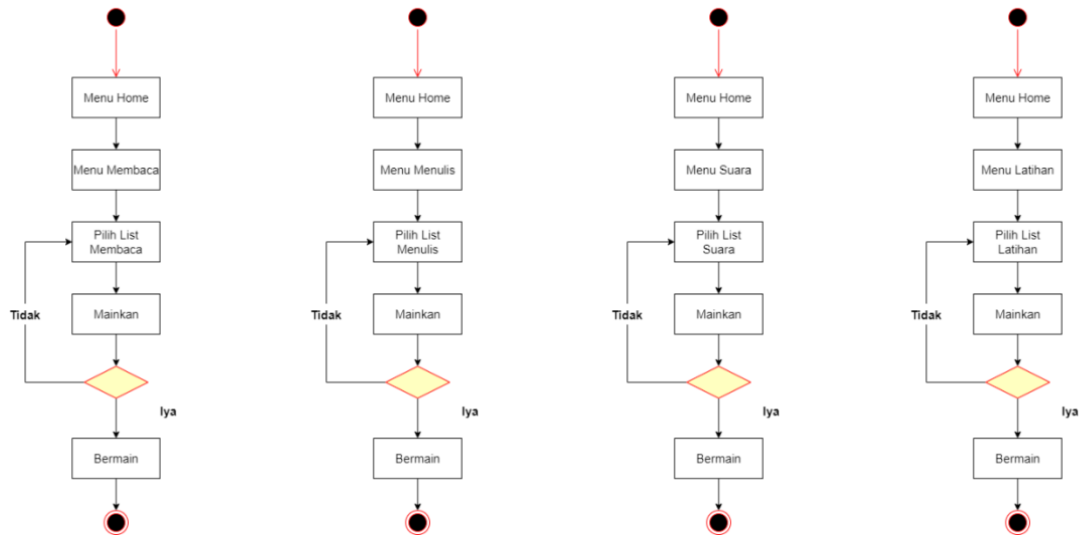 Menu Home
Menu Membaca
Pilih List
Membaca
Tidak
Mainkan
Iya
Bermain
Menu Home
Menu Menulis
Pilih List
Menulis
Tidak
Mainkan
Iya
Bermain
Menu Home
Menu Suara
Pilih List
Suara
Tidak
Mainkan
Iya
Bermain
Menu Home
Menu Latihan
Pilih List
Latihan
Tidak
Mainkan
Iya
Bermain